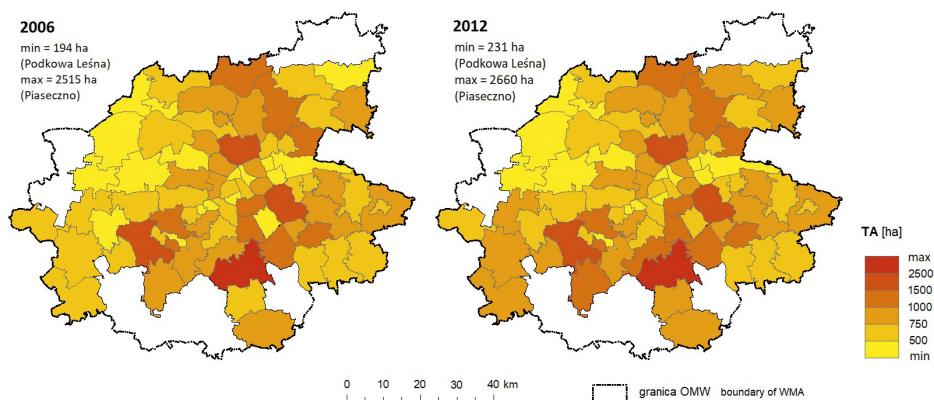 2006
min = 194 ha
(Podkowa Leśna)
max = 2515 ha
(Piaseczno)
2012
min = 231 ha
(Podkowa Leśna)
max = 2660 ha
(Piaseczno)
TA [ha]
max
2500
1500
1000
750
500
min
0 10 20 30 40 km
granica OMW boundary of WMA